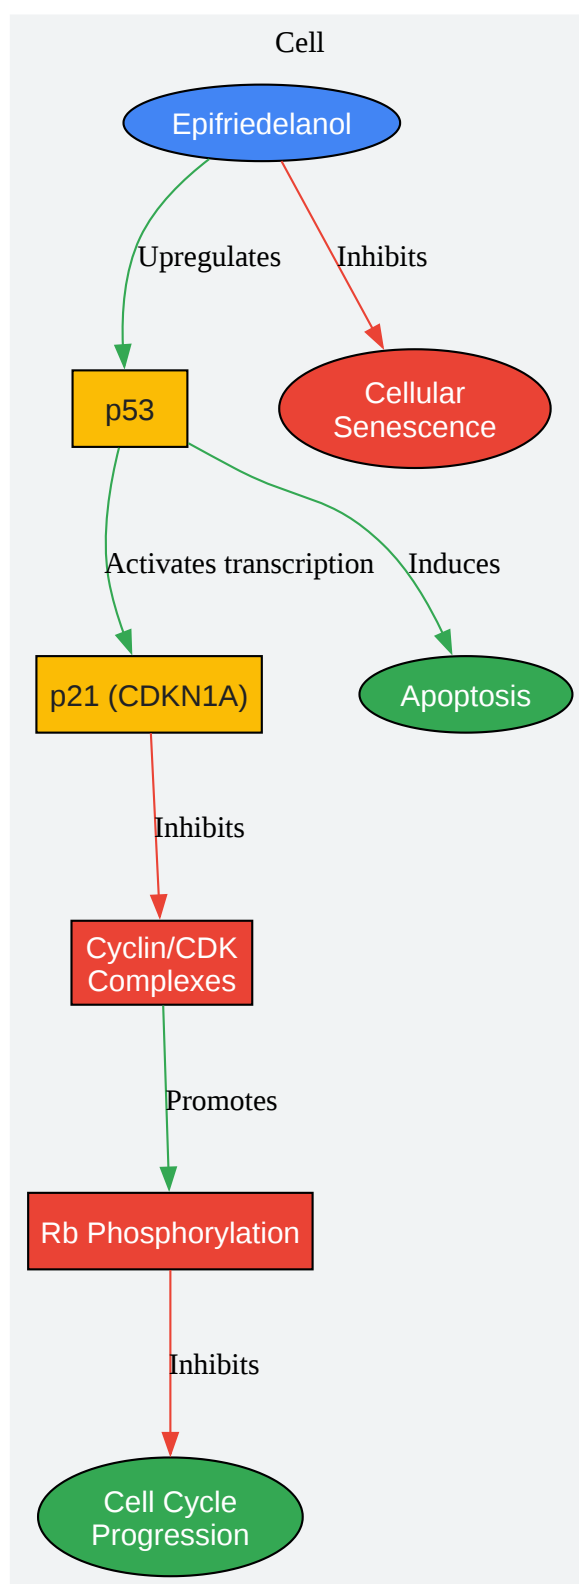 Cell
Epifriedelanol
Upregulates
Inhibits
p53
Cellular
Senescence
Activates transcription
Induces
p21 (CDKN1A)
Apoptosis
Inhibits
Cyclin/CDK
Complexes
Promotes
Rb Phosphorylation
Inhibits
Cell Cycle
Progression